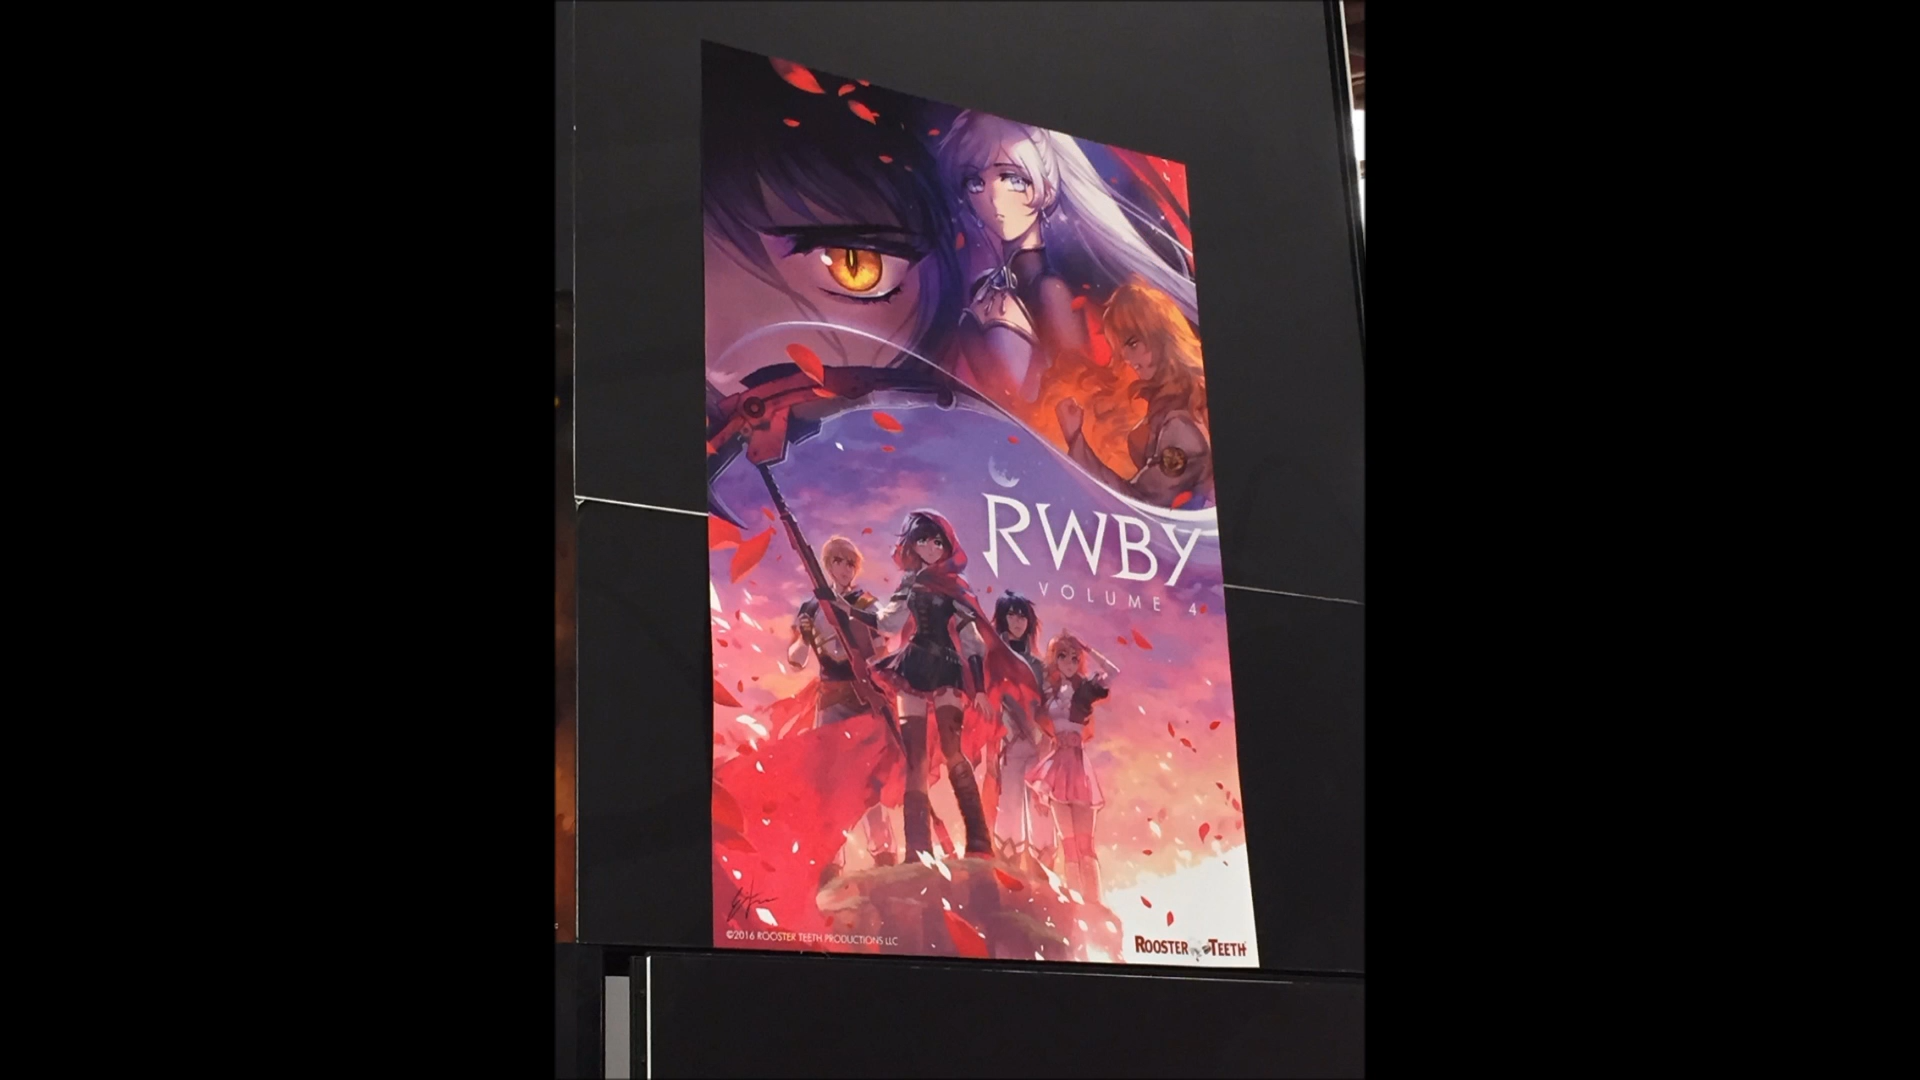 RWBY
VOLUME 4
©2016 ROOSTER TEETH PRODUCTIONS LLC
ROOSTER TEETH